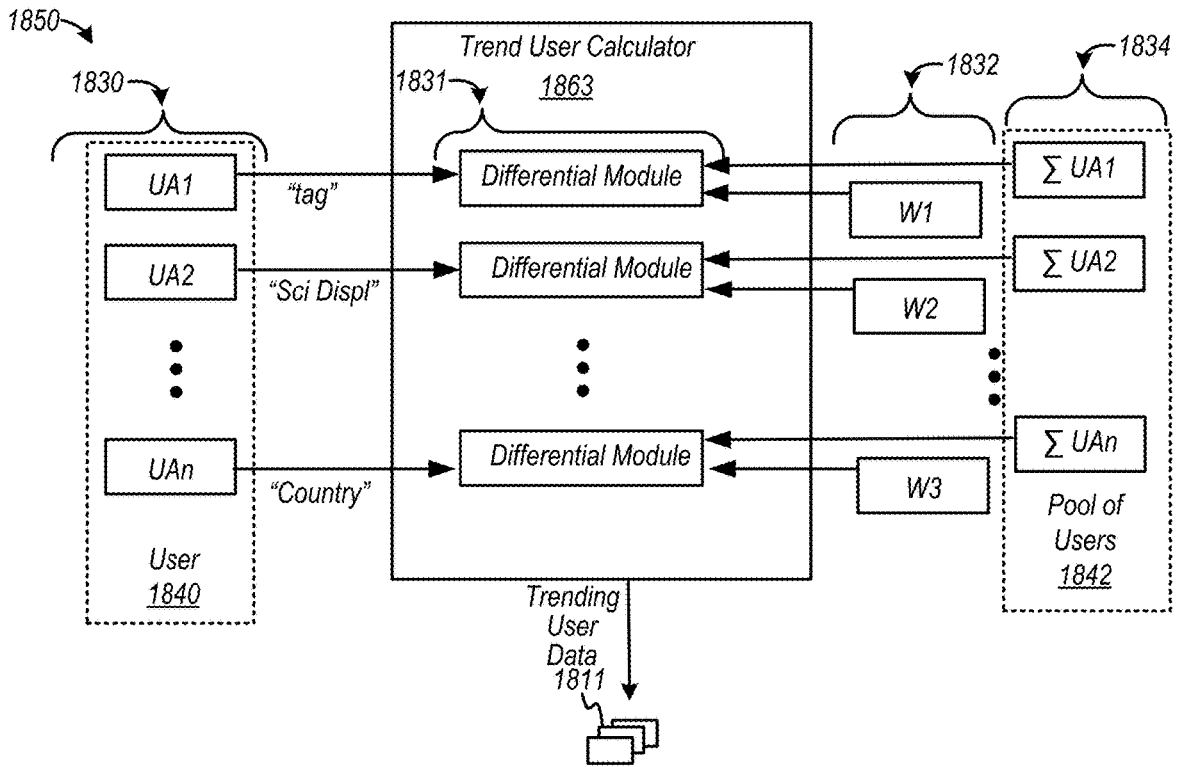 1850
Trend User Calculator
1863
1830
1831
1832
1834
UA1
"tag"
Differential Module
W1
∑ UA1
UA2
"Sci Displ"
Differential Module
W2
∑ UA2
UAn
"Country"
Differential Module
W3
∑ UAn
User
1840
Pool of
Users
1842
Trending
User
Data
1811